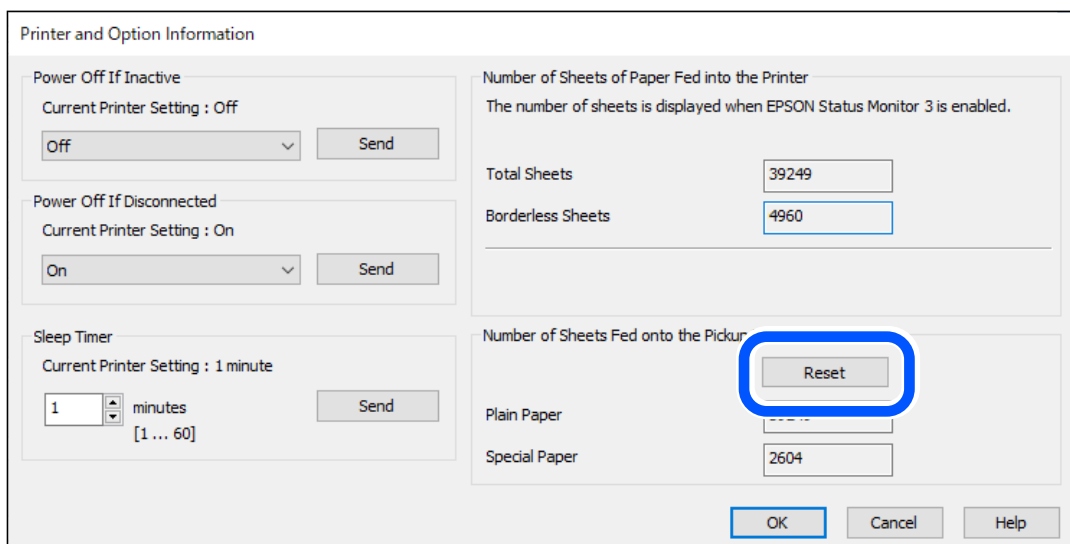 Printer and Option Information
Power Off If Inactive
Current Printer Setting : Off
Off
Send
Power Off If Disconnected
Current Printer Setting : On
On
Send
Sleep Timer
Current Printer Setting : 1 minute
1
minutes
Send
[1 ... 60]
Number of Sheets of Paper Fed into the Printer
The number of sheets is displayed when EPSON Status Monitor 3 is enabled.
Total Sheets
39249
Borderless Sheets
4960
Number of Sheets Fed onto the Pickup
Reset
Plain Paper
Special Paper
2604
OK
Cancel
Help